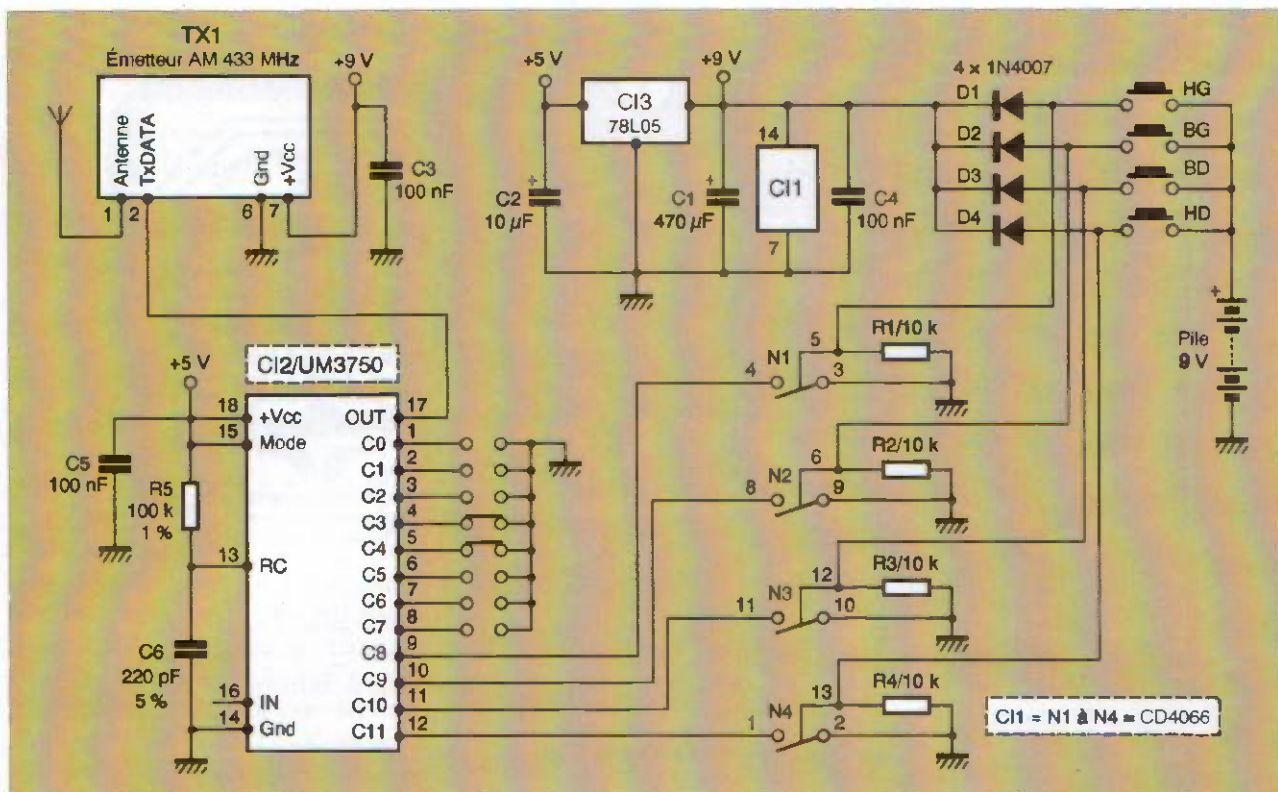 TX1
Émetteur AM 433 MHz
Antenne
TxDATA
Gnd
+Vcc
1
2
6
7
+9 V
C3
100 nF
+5 V
CI3
78L05
+9 V
C2
10 µF
+
C1
470 µF
+
14
CI1
7
C4
100 nF
4 x 1N4007
D1
D2
D3
D4
HG
BG
BD
HD
+
Pile
9 V
+5 V
CI2/UM3750
C5
100 nF
R5
100 k
1 %
C6
220 pF
5 %
18
15
13
16
14
+Vcc
Mode
RC
IN
Gnd
OUT
C0
C1
C2
C3
C4
C5
C6
C7
C8
C9
C10
C11
17
1
2
3
4
5
6
7
8
9
10
11
12
4
N1
5
3
R1/10 k
8
N2
6
9
R2/10 k
11
N3
12
10
R3/10 k
1
N4
13
2
R4/10 k
CI1 = N1 à N4 = CD4066